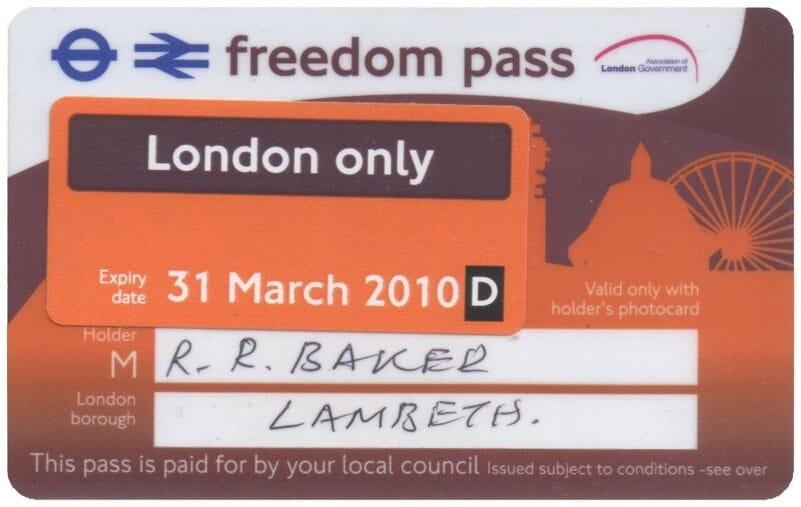 freedom pass
Association of
London Government
London only
Expiry
date
31 March 2010 D
Valid only with
holder's photocard
Holder
M
R. R. BAKER
London
borough
LAMBETH.
This pass is paid for by your local council Issued subject to conditions -see over